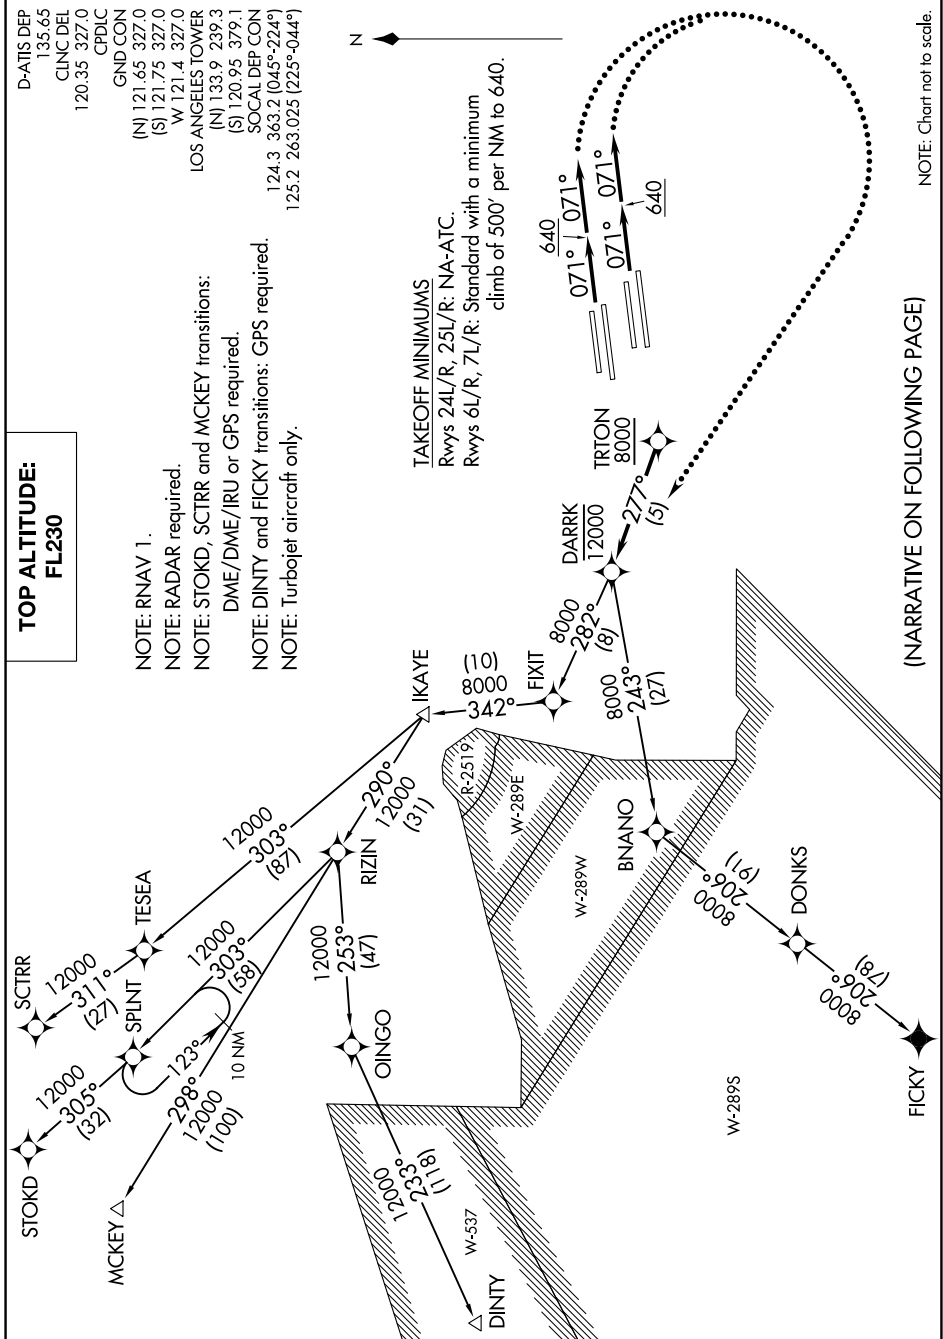 TOP ALTITUDE:
FL230
D-ATIS DEP
135.65
CLNC DEL
120.35 327.0
CPDLC
GND CON
(N) 121.65 327.0
(S) 121.75 327.0
W 121.4 327.0
LOS ANGELES TOWER
(N) 133.9 239.3
(S) 120.95 379.1
SOCAL DEP CON
124.3 363.2 (045°-224°)
125.2 263.025 (225°-044°)
NOTE: RNAV 1.
NOTE: RADAR required.
NOTE: STOKD, SCTRR and MCKEY transitions:
DME/DME/IRU or GPS required.
NOTE: DINTY and FICKY transitions: GPS required.
NOTE: Turbojet aircraft only.
N
TAKEOFF MINIMUMS
Rwys 24L/R, 25L/R: NA-ATC.
Rwys 6L/R, 7L/R: Standard with a minimum
climb of 500' per NM to 640.
STOKD
12000
305°
(32)
SCTRR
12000
311°
(27)
TESEA
SPLNT
12000
303°
(87)
12000
303°
(58)
123°
10 NM
MCKEY
298°
12000
(100)
RIZIN
290°
12000
(31)
IKAYE
(10)
8000
342°
FIXIT
8000
282°
(8)
DARRK
12000
277°
(5)
TRTON
8000
640
071°
071°
071°
071°
640
12000
253°
(47)
OINGO
12000
233°
(118)
DINTY
W-537
R-2519
W-289E
W-289W
W-289S
8000
243°
(27)
BNANO
(91)
206°
8000
DONKS
(78)
206°
8000
FICKY
(NARRATIVE ON FOLLOWING PAGE)
NOTE: Chart not to scale.